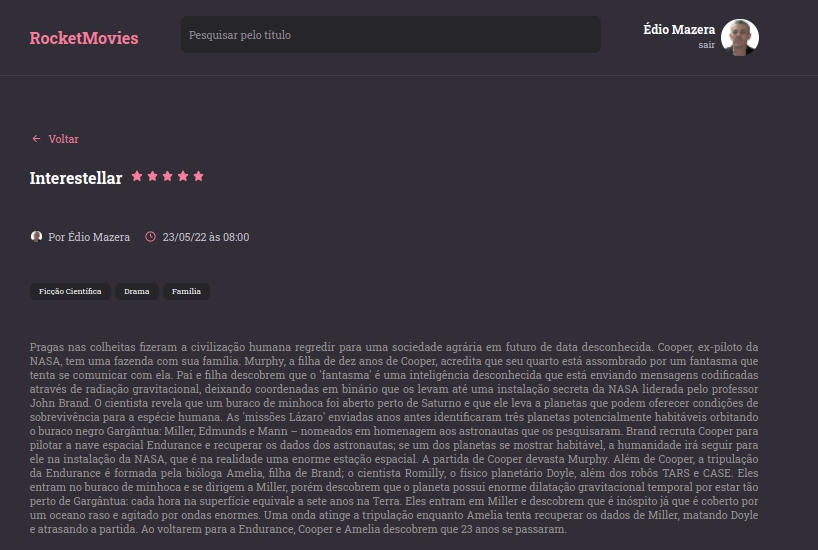 RocketMovies
Pesquisar pelo título
Édio Mazera
sair
Voltar
Interestellar
Por Édio Mazera
23/05/22 às 08:00
Ficção Científica
Drama
Família
Pragas nas colheitas fizeram a civilização humana regredir para uma sociedade agrária em futuro de data desconhecida. Cooper, ex-piloto da
NASA, tem uma fazenda com sua família. Murphy, a filha de dez anos de Cooper, acredita que seu quarto está assombrado por um fantasma que
tenta se comunicar com ela. Pai e filha descobrem que o 'fantasma' é uma inteligência desconhecida que está enviando mensagens codificadas
através de radiação gravitacional, deixando coordenadas em binário que os levam até uma instalação secreta da NASA liderada pelo professor
John Brand. O cientista revela que um buraco de minhoca foi aberto perto de Saturno e que ele leva a planetas que podem oferecer condições de
sobrevivência para a espécie humana. As 'missões Lázaro' enviadas anos antes identificaram três planetas potencialmente habitáveis orbitando
o buraco negro Gargântua: Miller, Edmunds e Mann – nomeados em homenagem aos astronautas que os pesquisaram. Brand recruta Cooper para
pilotar a nave espacial Endurance e recuperar os dados dos astronautas; se um dos planetas se mostrar habitável, a humanidade irá seguir para
ele na instalação da NASA, que é na realidade uma enorme estação espacial. A partida de Cooper devasta Murphy. Além de Cooper, a tripulação
da Endurance é formada pela bióloga Amelia, filha de Brand; o cientista Romilly, o físico planetário Doyle, além dos robôs TARS e CASE. Eles
entram no buraco de minhoca e se dirigem a Miller, porém descobrem que o planeta possui enorme dilatação gravitacional temporal por estar tão
perto de Gargântua: cada hora na superfície equivale a sete anos na Terra. Eles entram em Miller e descobrem que é inóspito já que é coberto por
um oceano raso e agitado por ondas enormes. Uma onda atinge a tripulação enquanto Amelia tenta recuperar os dados de Miller, matando Doyle
e atrasando a partida. Ao voltarem para a Endurance, Cooper e Amelia descobrem que 23 anos se passaram.